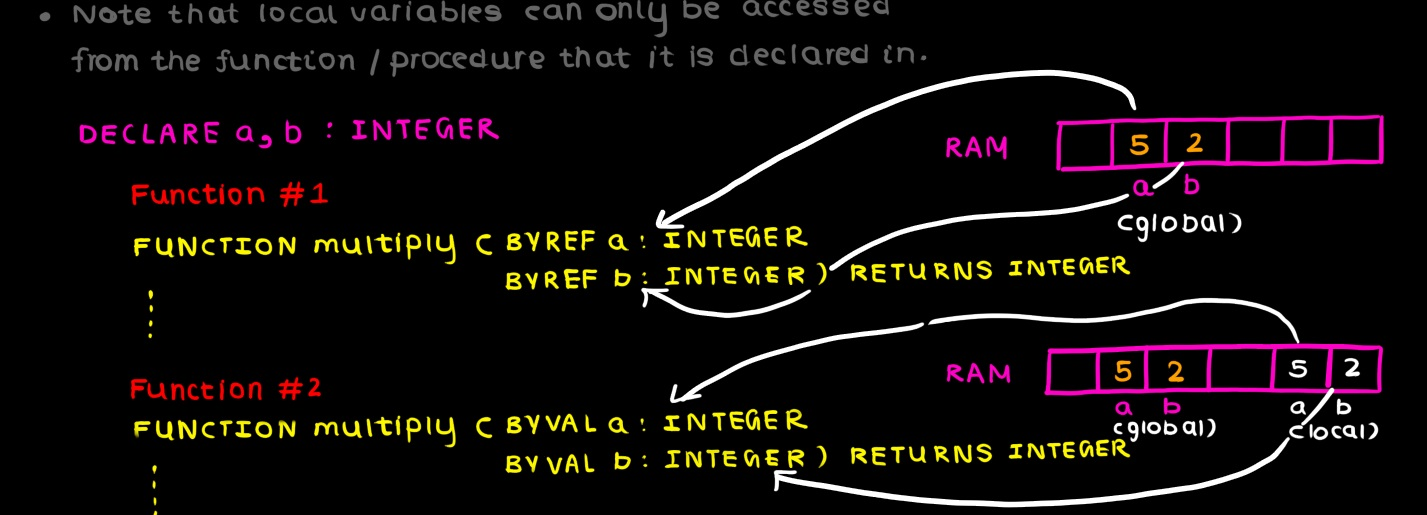 • Note that local variables can only be accessed
from the function / procedure that it is declared in.
DECLARE a, b : INTEGER
RAM
5 2
a b
(global)
Function #1
FUNCTION multiply ( BYREF a : INTEGER
BYREF b : INTEGER ) RETURNS INTEGER
RAM
5 2 5 2
a b a b
(global) (local)
Function #2
FUNCTION multiply ( BYVAL a : INTEGER
BYVAL b : INTEGER ) RETURNS INTEGER